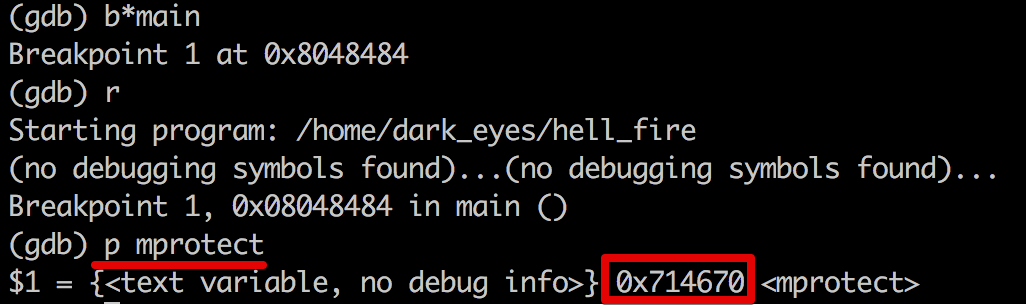 (gdb) b*main
Breakpoint 1 at 0x8048484
(gdb) r
Starting program: /home/dark_eyes/hell_fire
(no debugging symbols found)...(no debugging symbols found)...
Breakpoint 1, 0x08048484 in main ()
(gdb) p mprotect
$1 = {<text variable, no debug info>} 0x714670 <mprotect>